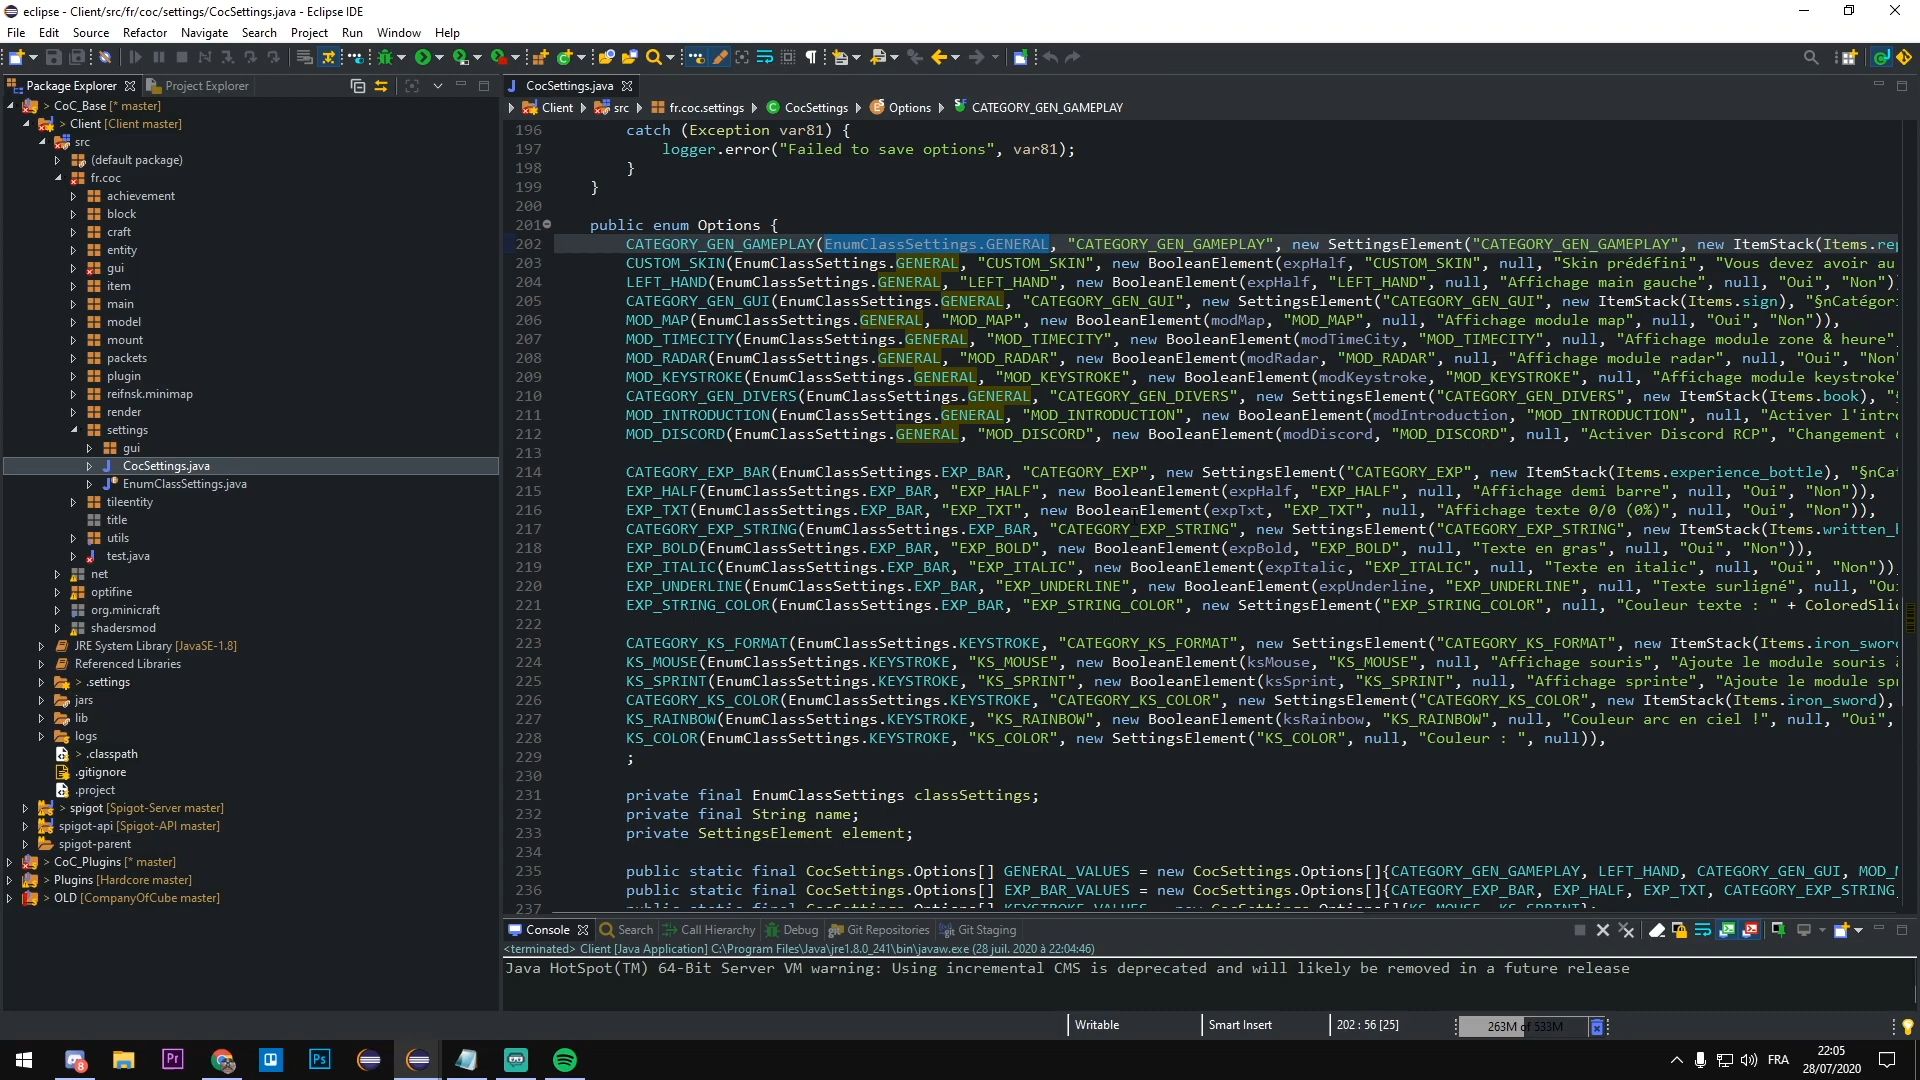 eclipse - Client/src/fr/coc/settings/CocSettings.java - Eclipse IDE
File Edit Source Refactor Navigate Search Project Run Window Help
Package Explorer
Project Explorer
CocSettings.java
> CoC_Base [* master]
> Client [Client master]
src
(default package)
fr.coc
achievement
block
craft
entity
gui
item
main
model
mount
packets
plugin
reifnsk.minimap
render
settings
gui
CocSettings.java
EnumClassSettings.java
tileentity
title
utils
test.java
net
optifine
org.minicraft
shadersmod
JRE System Library [JavaSE-1.8]
Referenced Libraries
> .settings
jars
lib
logs
> .classpath
.gitignore
.project
> spigot [Spigot-Server master]
spigot-api [Spigot-API master]
spigot-parent
> CoC_Plugins [* master]
> Plugins [Hardcore master]
> OLD [CompanyOfCube master]
Client src fr.coc.settings CocSettings Options CATEGORY_GEN_GAMEPLAY
196 catch (Exception var81) {
197 logger.error("Failed to save options", var81);
198 }
199 }
200
201 public enum Options {
202 CATEGORY_GEN_GAMEPLAY(EnumClassSettings.GENERAL, "CATEGORY_GEN_GAMEPLAY", new SettingsElement("CATEGORY_GEN_GAMEPLAY", new ItemStack(Items.rep
203 CUSTOM_SKIN(EnumClassSettings.GENERAL, "CUSTOM_SKIN", new BooleanElement(expHalf, "CUSTOM_SKIN", null, "Skin prédéfini", "Vous devez avoir au
204 LEFT_HAND(EnumClassSettings.GENERAL, "LEFT_HAND", new BooleanElement(expHalf, "LEFT_HAND", null, "Affichage main gauche", null, "Oui", "Non")
205 CATEGORY_GEN_GUI(EnumClassSettings.GENERAL, "CATEGORY_GEN_GUI", new SettingsElement("CATEGORY_GEN_GUI", new ItemStack(Items.sign), "§nCatégori
206 MOD_MAP(EnumClassSettings.GENERAL, "MOD_MAP", new BooleanElement(modMap, "MOD_MAP", null, "Affichage module map", null, "Oui", "Non")),
207 MOD_TIMECITY(EnumClassSettings.GENERAL, "MOD_TIMECITY", new BooleanElement(modTimeCity, "MOD_TIMECITY", null, "Affichage module zone & heure"
208 MOD_RADAR(EnumClassSettings.GENERAL, "MOD_RADAR", new BooleanElement(modRadar, "MOD_RADAR", null, "Affichage module radar", null, "Oui", "Non"
209 MOD_KEYSTROKE(EnumClassSettings.GENERAL, "MOD_KEYSTROKE", new BooleanElement(modKeystroke, "MOD_KEYSTROKE", null, "Affichage module keystroke"
210 CATEGORY_GEN_DIVERS(EnumClassSettings.GENERAL, "CATEGORY_GEN_DIVERS", new SettingsElement("CATEGORY_GEN_DIVERS", new ItemStack(Items.book), "
211 MOD_INTRODUCTION(EnumClassSettings.GENERAL, "MOD_INTRODUCTION", new BooleanElement(modIntroduction, "MOD_INTRODUCTION", null, "Activer l'intro
212 MOD_DISCORD(EnumClassSettings.GENERAL, "MOD_DISCORD", new BooleanElement(modDiscord, "MOD_DISCORD", null, "Activer Discord RCP", "Changement
213
214 CATEGORY_EXP_BAR(EnumClassSettings.EXP_BAR, "CATEGORY_EXP", new SettingsElement("CATEGORY_EXP", new ItemStack(Items.experience_bottle), "§nCat
215 EXP_HALF(EnumClassSettings.EXP_BAR, "EXP_HALF", new BooleanElement(expHalf, "EXP_HALF", null, "Affichage demi barre", null, "Oui", "Non")),
216 EXP_TXT(EnumClassSettings.EXP_BAR, "EXP_TXT", new BooleanElement(expTxt, "EXP_TXT", null, "Affichage texte 0/0 (0%)", null, "Oui", "Non")),
217 CATEGORY_EXP_STRING(EnumClassSettings.EXP_BAR, "CATEGORY_EXP_STRING", new SettingsElement("CATEGORY_EXP_STRING", new ItemStack(Items.written_b
218 EXP_BOLD(EnumClassSettings.EXP_BAR, "EXP_BOLD", new BooleanElement(expBold, "EXP_BOLD", null, "Texte en gras", null, "Oui", "Non")),
219 EXP_ITALIC(EnumClassSettings.EXP_BAR, "EXP_ITALIC", new BooleanElement(expItalic, "EXP_ITALIC", null, "Texte en italic", null, "Oui", "Non"))
220 EXP_UNDERLINE(EnumClassSettings.EXP_BAR, "EXP_UNDERLINE", new BooleanElement(expUnderline, "EXP_UNDERLINE", null, "Texte surligné", null, "Oui
221 EXP_STRING_COLOR(EnumClassSettings.EXP_BAR, "EXP_STRING_COLOR", new SettingsElement("EXP_STRING_COLOR", null, "Couleur texte : " + ColoredSlid
222
223 CATEGORY_KS_FORMAT(EnumClassSettings.KEYSTROKE, "CATEGORY_KS_FORMAT", new SettingsElement("CATEGORY_KS_FORMAT", new ItemStack(Items.iron_sword
224 KS_MOUSE(EnumClassSettings.KEYSTROKE, "KS_MOUSE", new BooleanElement(ksMouse, "KS_MOUSE", null, "Affichage souris", "Ajoute le module souris à
225 KS_SPRINT(EnumClassSettings.KEYSTROKE, "KS_SPRINT", new BooleanElement(ksSprint, "KS_SPRINT", null, "Affichage sprinte", "Ajoute le module spr
226 CATEGORY_KS_COLOR(EnumClassSettings.KEYSTROKE, "CATEGORY_KS_COLOR", new SettingsElement("CATEGORY_KS_COLOR", new ItemStack(Items.iron_sword),
227 KS_RAINBOW(EnumClassSettings.KEYSTROKE, "KS_RAINBOW", new BooleanElement(ksRainbow, "KS_RAINBOW", null, "Couleur arc en ciel !", null, "Oui",
228 KS_COLOR(EnumClassSettings.KEYSTROKE, "KS_COLOR", new SettingsElement("KS_COLOR", null, "Couleur : ", null)),
229 ;
230
231 private final EnumClassSettings classSettings;
232 private final String name;
233 private SettingsElement element;
234
235 public static final CocSettings.Options[] GENERAL_VALUES = new CocSettings.Options[]{CATEGORY_GEN_GAMEPLAY, LEFT_HAND, CATEGORY_GEN_GUI, MOD_M
236 public static final CocSettings.Options[] EXP_BAR_VALUES = new CocSettings.Options[]{CATEGORY_EXP_BAR, EXP_HALF, EXP_TXT, CATEGORY_EXP_STRING
237 public static final CocSettings.Options[] KEYSTROKE_VALUES = new CocSettings.Options[]{KS_MOUSE, KS_SPRINT};
Console Search Call Hierarchy Debug Git Repositories Git Staging
<terminated> Client [Java Application] C:\Program Files\Java\jre1.8.0_241\bin\javaw.exe (28 juil. 2020 à 22:04:46)
Java HotSpot(TM) 64-Bit Server VM warning: Using incremental CMS is deprecated and will likely be removed in a future release
Writable Smart Insert 202 : 56 [25] 263M of 533M
8 Pr Ps FRA
22:05
28/07/2020